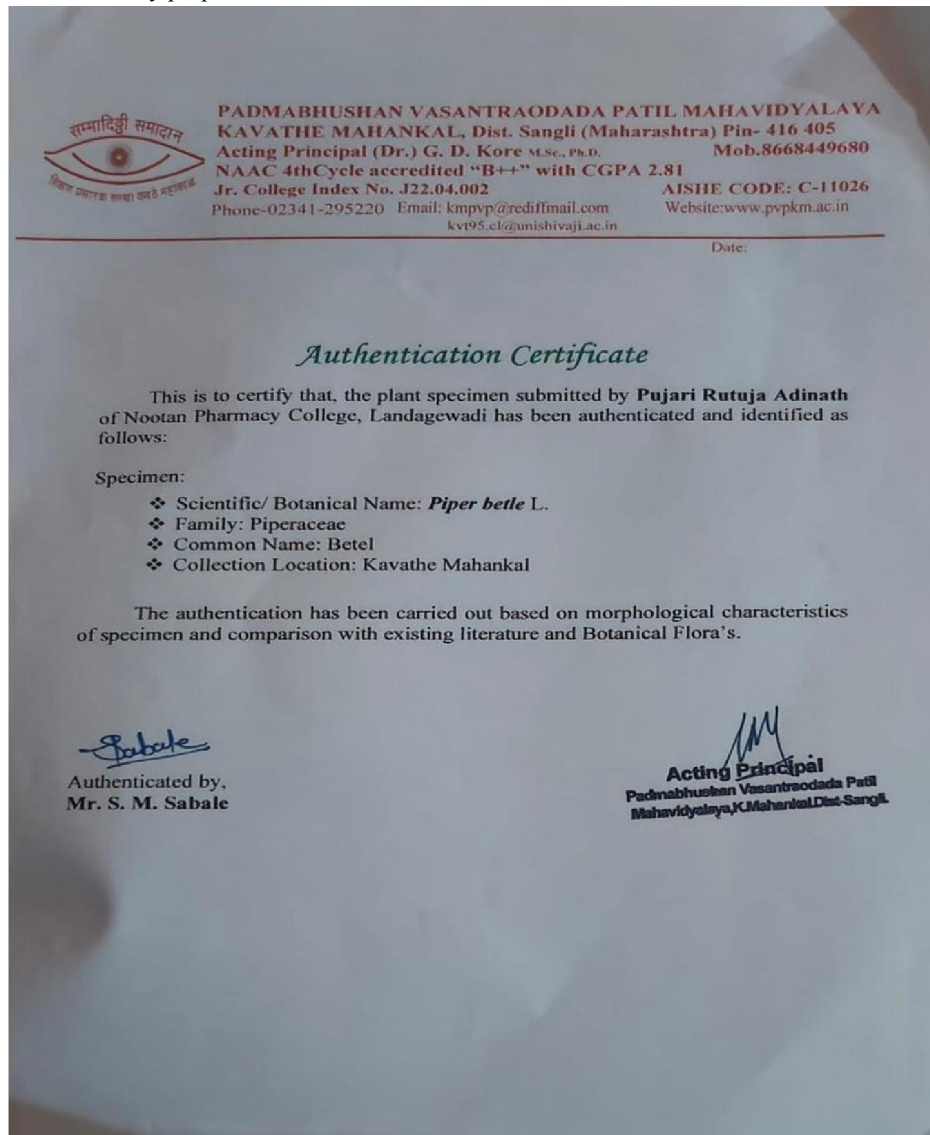 सम्मादिट्ठी समादान
PADMABHUSHAN VASANTRAODADA PATIL MAHAVIDYALAYA
KAVATHE MAHANKAL, Dist. Sangli (Maharashtra) Pin- 416 405
Acting Principal (Dr.) G. D. Kore M.Sc., Ph.D. Mob.8668449680
NAAC 4thCycle accredited “B++” with CGPA 2.81
Jr. College Index No. J22.04.002 AISHE CODE: C-11026
Phone-02341-295220 Email: kmpvp@rediffmail.com Website:www.pvpkm.ac.in
kvt95.cl@unishivaji.ac.in
Date:
Authentication Certificate
This is to certify that, the plant specimen submitted by Pujari Rutuja Adinath
of Nootan Pharmacy College, Landagewadi has been authenticated and identified as
follows:
Specimen:
❖ Scientific/ Botanical Name: Piper betle L.
❖ Family: Piperaceae
❖ Common Name: Betel
❖ Collection Location: Kavathe Mahankal
The authentication has been carried out based on morphological characteristics
of specimen and comparison with existing literature and Botanical Flora’s.
Sabale
Authenticated by,
Mr. S. M. Sabale
Acting Principal
Padmabhushan Vasantraodada Patil
Mahavidyalaya,K.Mahankal.Dist-Sangli.